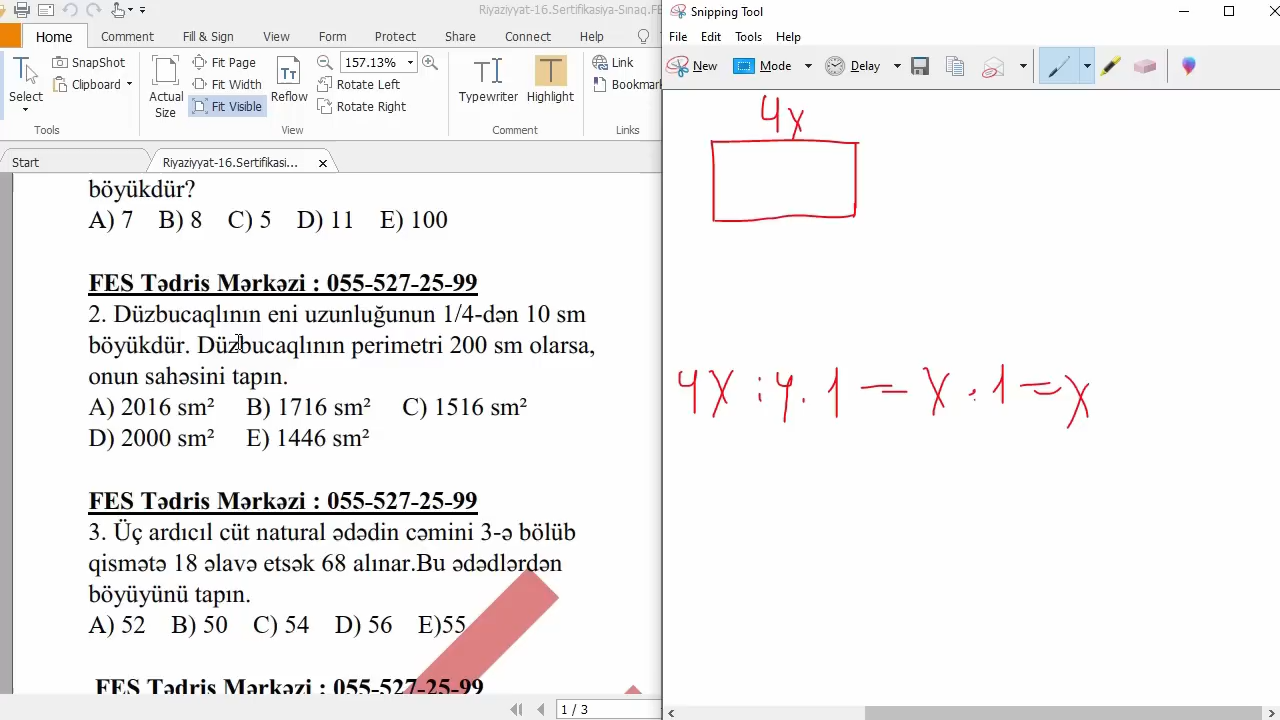 Riyaziyyat-16.Sertifikasiya-Sınaq.FE
Home Comment Fill & Sign View Form Protect Share Connect Help
Select
SnapShot
Clipboard
Tools
Actual Size
Fit Page
Fit Width
Fit Visible
Reflow
157.13%
Rotate Left
Rotate Right
View
Typewriter
Highlight
Comment
Link
Bookmar
Links
Start
Riyaziyyat-16.Sertifikasi...
böyükdür?
A) 7 B) 8 C) 5 D) 11 E) 100
FES Tədris Mərkəzi : 055-527-25-99
2. Düzbucaqlının eni uzunluğunun 1/4-dən 10 sm
böyükdür. Düzbucaqlının perimetri 200 sm olarsa,
onun sahəsini tapın.
A) 2016 sm² B) 1716 sm² C) 1516 sm²
D) 2000 sm² E) 1446 sm²
FES Tədris Mərkəzi : 055-527-25-99
3. Üç ardıcıl cüt natural ədədin cəmini 3-ə bölüb
qismətə 18 əlavə etsək 68 alınar.Bu ədədlərdən
böyüyünü tapın.
A) 52 B) 50 C) 54 D) 56 E)55
FES Tədris Mərkəzi : 055-527-25-99
1 / 3
Snipping Tool
File Edit Tools Help
New Mode Delay
4x
4x : 4 . 1 = x . 1 = x